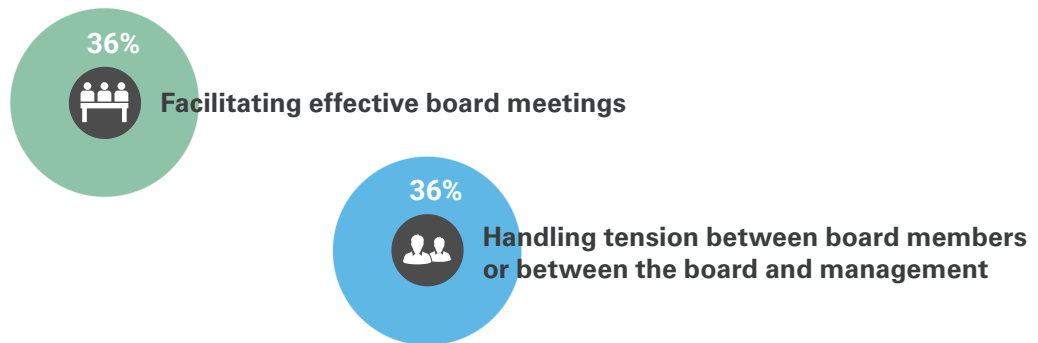 36%
Facilitating effective board meetings
36%
Handling tension between board members
or between the board and management